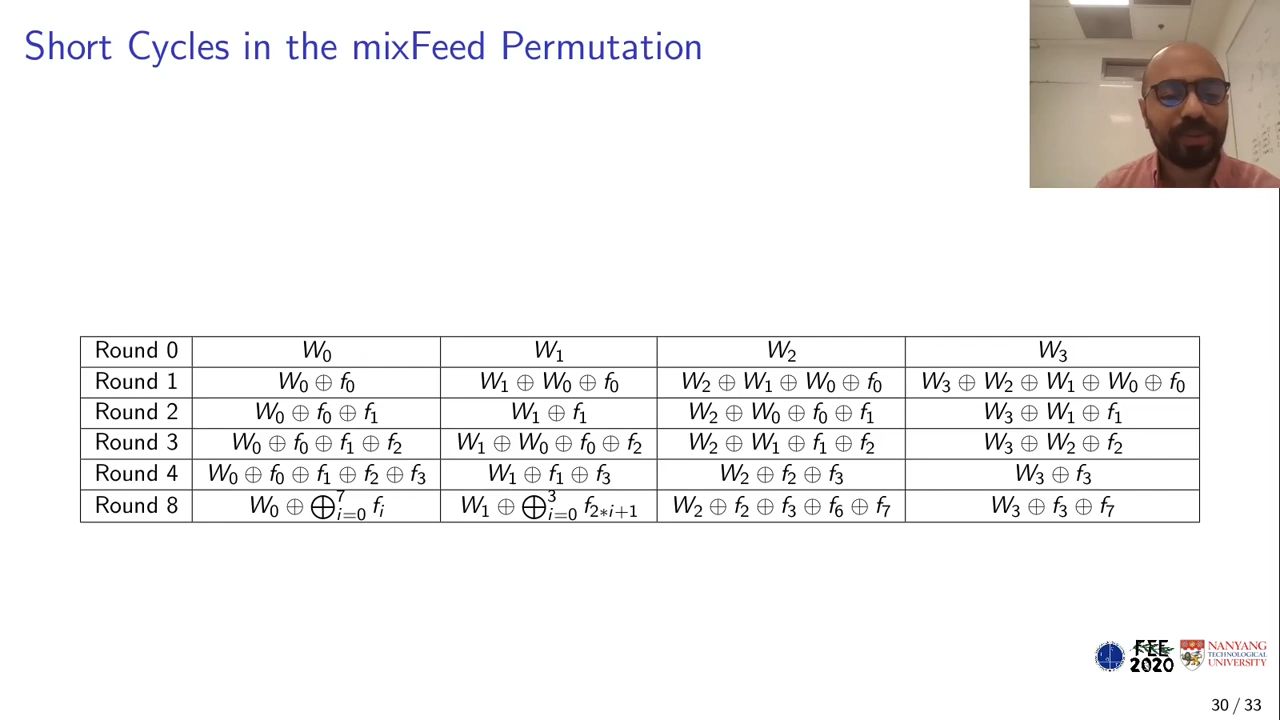 Short Cycles in the mixFeed Permutation
Round 0 W₀ W₁ W₂ W₃
Round 1 W₀ ⊕ f₀ W₁ ⊕ W₀ ⊕ f₀ W₂ ⊕ W₁ ⊕ W₀ ⊕ f₀ W₃ ⊕ W₂ ⊕ W₁ ⊕ W₀ ⊕ f₀
Round 2 W₀ ⊕ f₀ ⊕ f₁ W₁ ⊕ f₁ W₂ ⊕ W₀ ⊕ f₀ ⊕ f₁ W₃ ⊕ W₁ ⊕ f₁
Round 3 W₀ ⊕ f₀ ⊕ f₁ ⊕ f₂ W₁ ⊕ W₀ ⊕ f₀ ⊕ f₂ W₂ ⊕ W₁ ⊕ f₁ ⊕ f₂ W₃ ⊕ W₂ ⊕ f₂
Round 4 W₀ ⊕ f₀ ⊕ f₁ ⊕ f₂ ⊕ f₃ W₁ ⊕ f₁ ⊕ f₃ W₂ ⊕ f₂ ⊕ f₃ W₃ ⊕ f₃
Round 8 W₀ ⊕ ⨁⁷ᵢ₌₀ fᵢ W₁ ⊕ ⨁³ᵢ₌₀ f₂*ᵢ₊₁ W₂ ⊕ f₂ ⊕ f₃ ⊕ f₆ ⊕ f₇ W₃ ⊕ f₃ ⊕ f₇
FEE
2020
NANYANG
TECHNOLOGICAL
UNIVERSITY
30 / 33